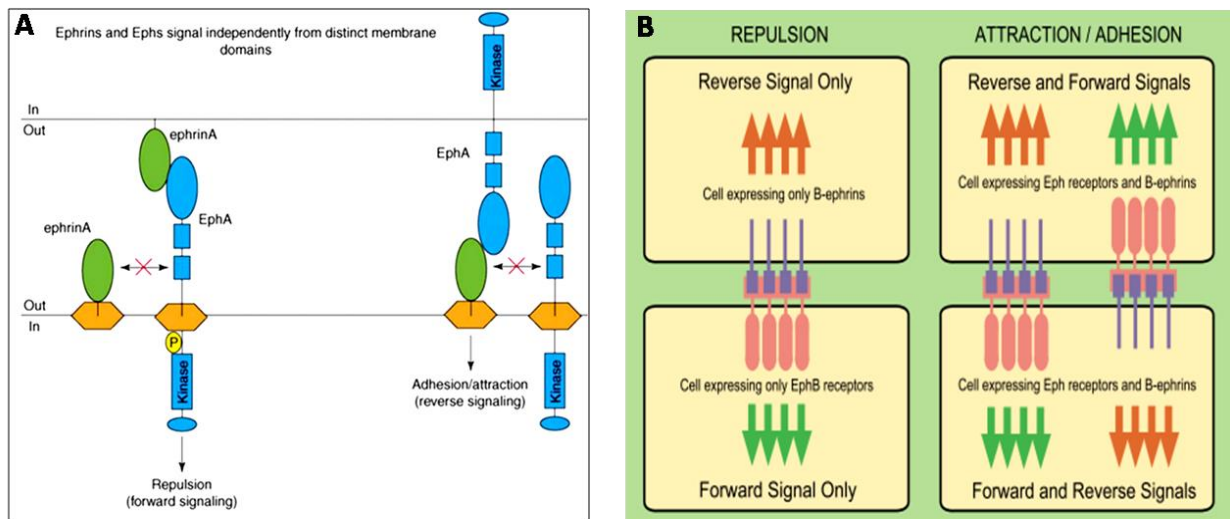 A
Ephrins and Ephs signal independently from distinct membrane
domains
Kinase
In
Out
ephrinA
EphA
EphA
ephrinA
Out
In
P
Kinase
Kinase
Adhesion/attraction
(reverse signaling)
Repulsion
(forward signaling)
B
REPULSION
Reverse Signal Only
Cell expressing only B-ephrins
Cell expressing only EphB receptors
Forward Signal Only
ATTRACTION / ADHESION
Reverse and Forward Signals
Cell expressing Eph receptors and B-ephrins
Cell expressing Eph receptors and B-ephrins
Forward and Reverse Signals